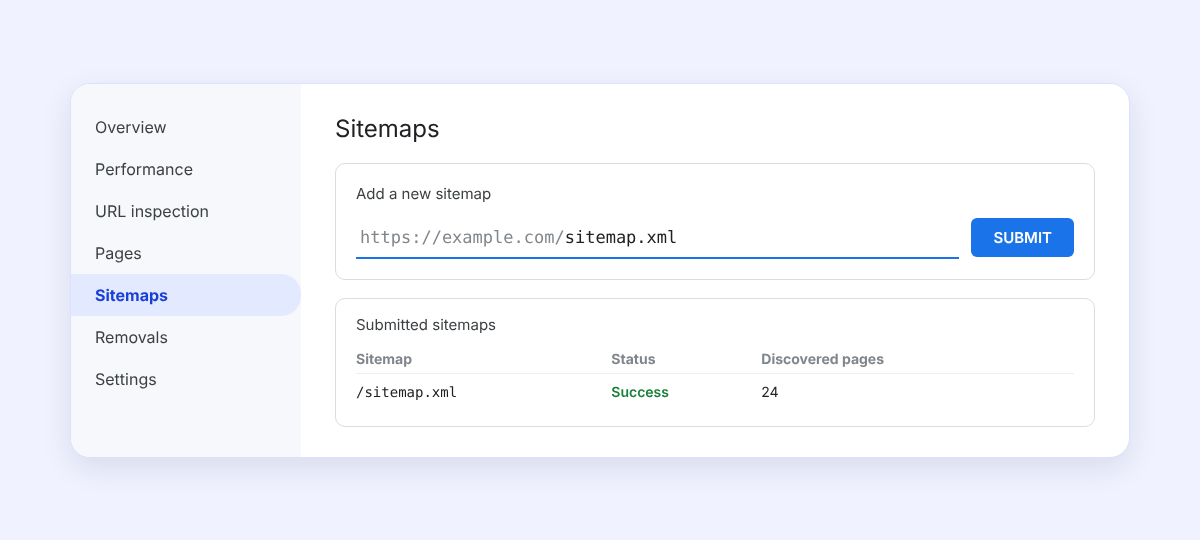 Overview
Performance
URL inspection
Pages
Sitemaps
Removals
Settings
Sitemaps
Add a new sitemap
https://example.com/sitemap.xml
SUBMIT
Submitted sitemaps
Sitemap Status Discovered pages
/sitemap.xml Success 24